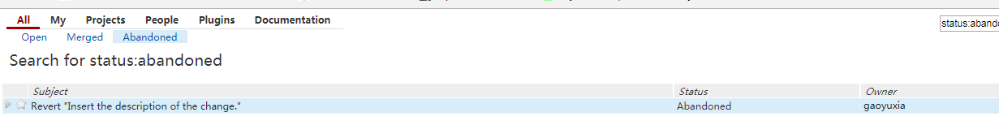 All My Projects People Plugins Documentation
status:aband
Open Merged Abandoned
Search for status:abandoned
Subject Status Owner
Revert "Insert the description of the change." Abandoned gaoyuxia